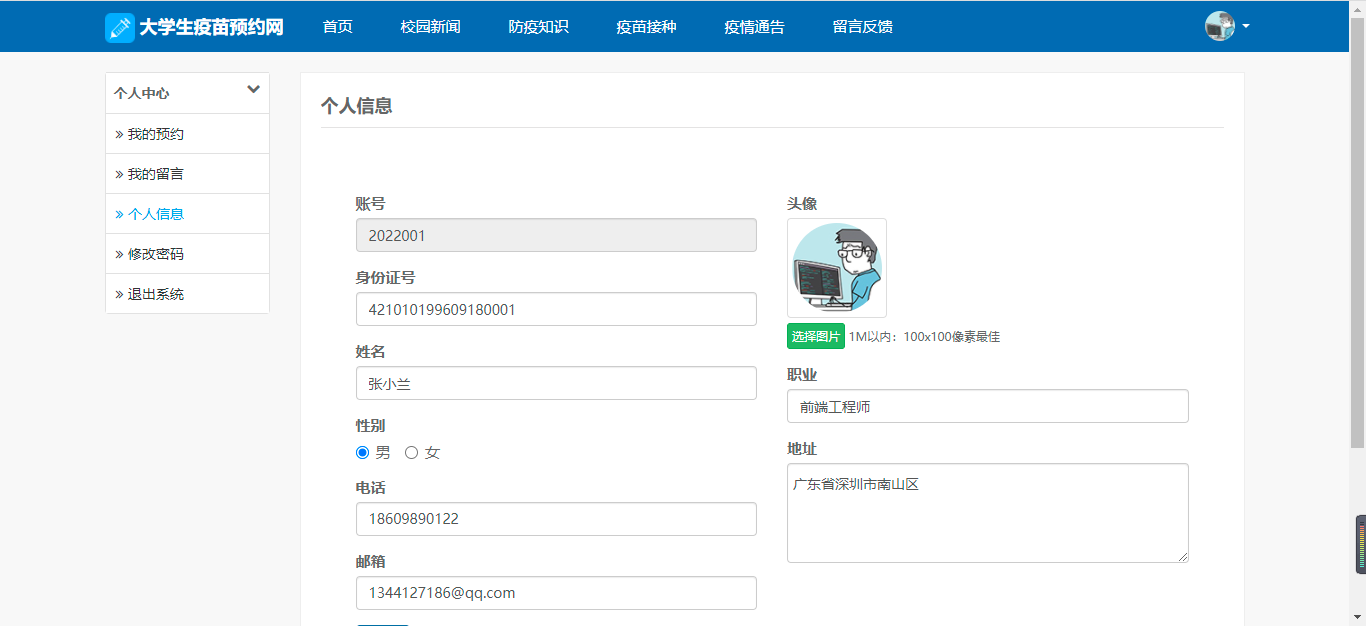 大学生疫苗预约网 首页 校园新闻 防疫知识 疫苗接种 疫情通告 留言反馈
个人中心
» 我的预约
» 我的留言
» 个人信息
» 修改密码
» 退出系统
个人信息
账号
2022001
身份证号
421010199609180001
姓名
张小兰
性别
男 女
电话
18609890122
邮箱
1344127186@qq.com
头像
选择图片 1M以内：100x100像素最佳
职业
前端工程师
地址
广东省深圳市南山区